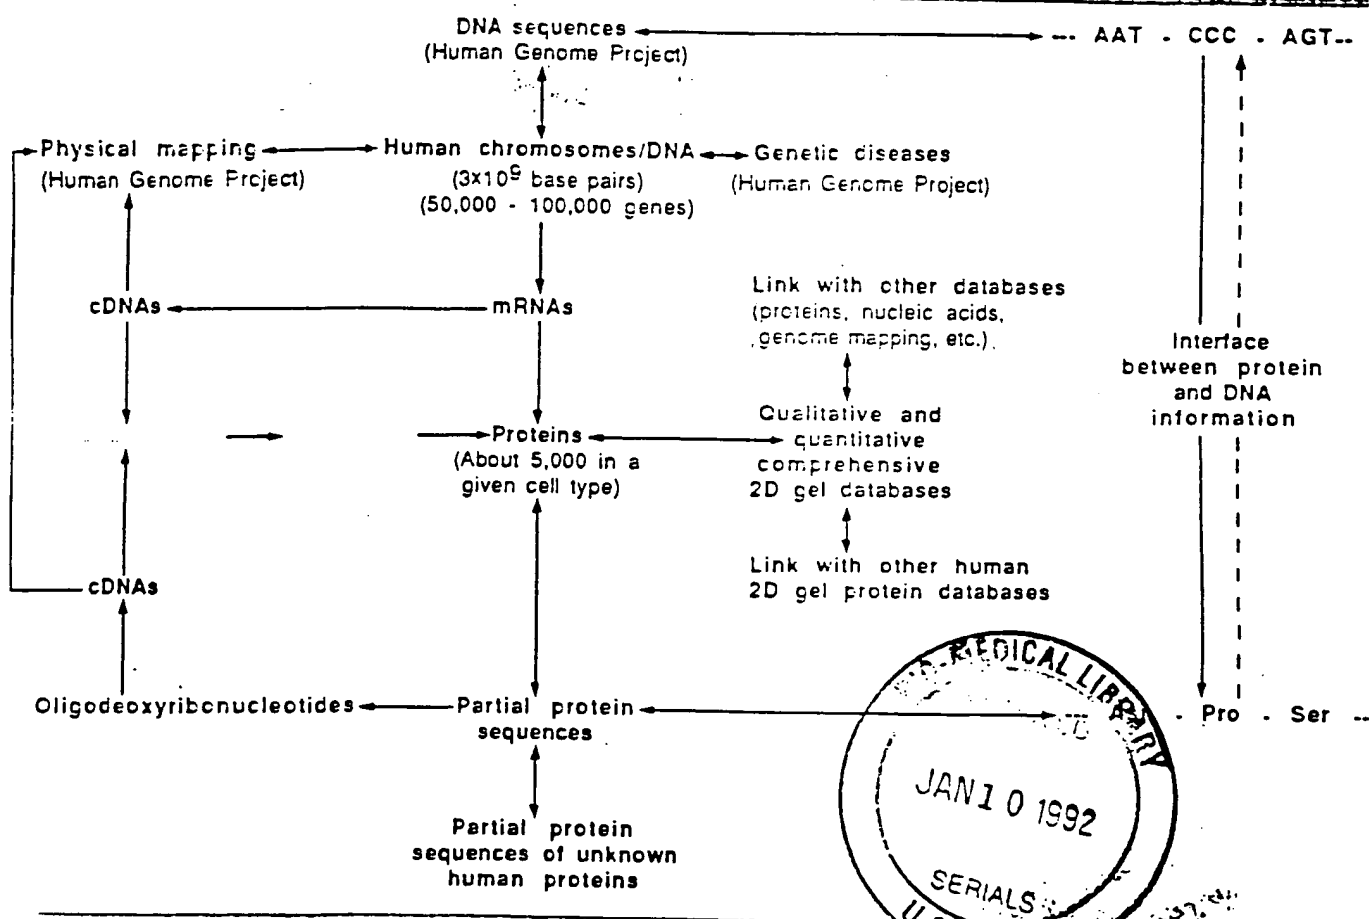 DNA sequences
(Human Genome Project)
--- AAT - CCC - AGT--
Physical mapping
(Human Genome Project)
Human chromosomes/DNA
(3x10⁹ base pairs)
(50,000 - 100,000 genes)
Genetic diseases
(Human Genome Project)
cDNAs
mRNAs
Link with other databases
(proteins, nucleic acids,
genome mapping, etc.)
Interface
between protein
and DNA
information
Proteins
(About 5,000 in a
given cell type)
Qualitative and
quantitative
comprehensive
2D gel databases
cDNAs
Link with other human
2D gel protein databases
Oligodeoxyribonucleotides
Partial protein
sequences
- Pro - Ser --
Partial protein
sequences of unknown
human proteins
MEDICAL LIBRARY
JAN 10 1992
SERIALS